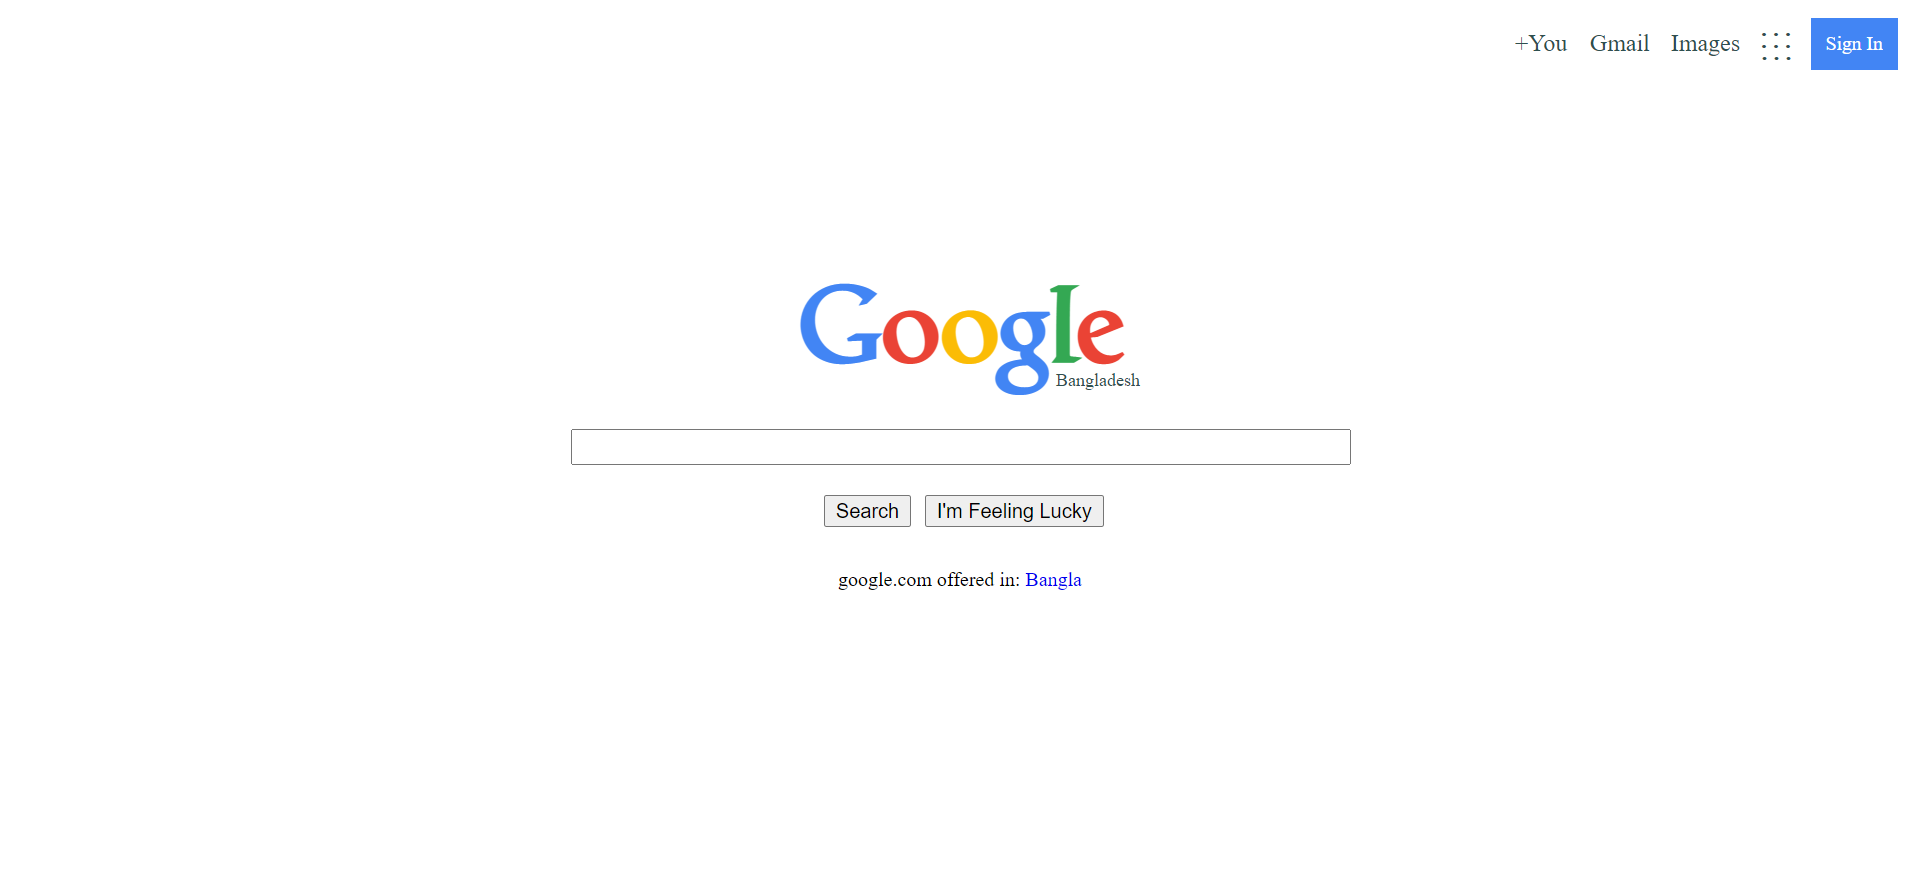 +You Gmail Images Sign In
Google
Bangladesh
Search I'm Feeling Lucky
google.com offered in: Bangla